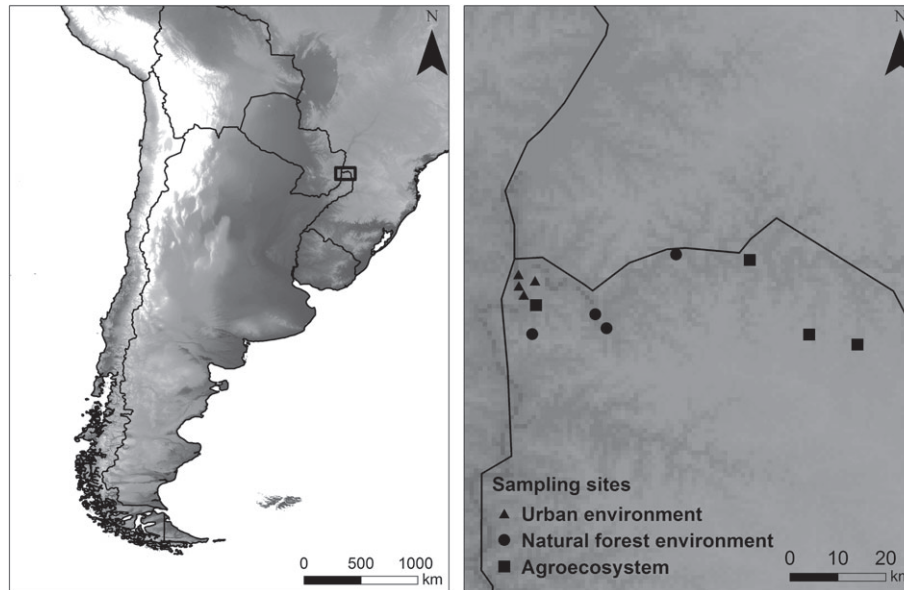 N
0 500 1000
km
N
Sampling sites
Urban environment
Natural forest environment
Agroecosystem
0 10 20
km